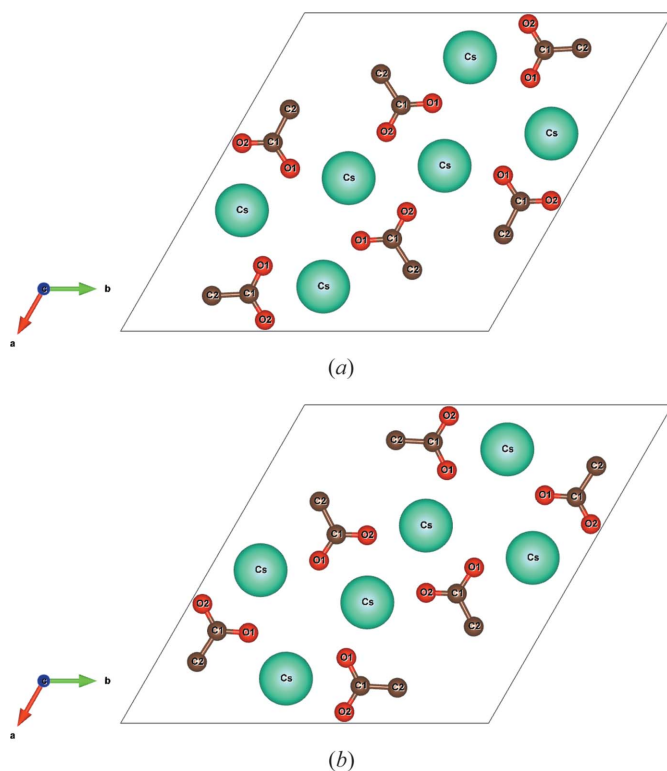 O2
Cs C1 C2
C2 O1
C2 C1 O1
O2 Cs
O2 C1
O1 Cs Cs O1
Cs O2 C1 O2
O1 C1 C2
O1 C2
c b C2 C1 Cs
O2
a
(a)
O2
C2 C1 Cs
O1 C2
C2 O1 C1
Cs O2
C1 O2
O1 Cs
Cs O1
O2 Cs O2 C1
C1 O1 C2
C2 O1
c b Cs C1 C2
O2
a
(b)